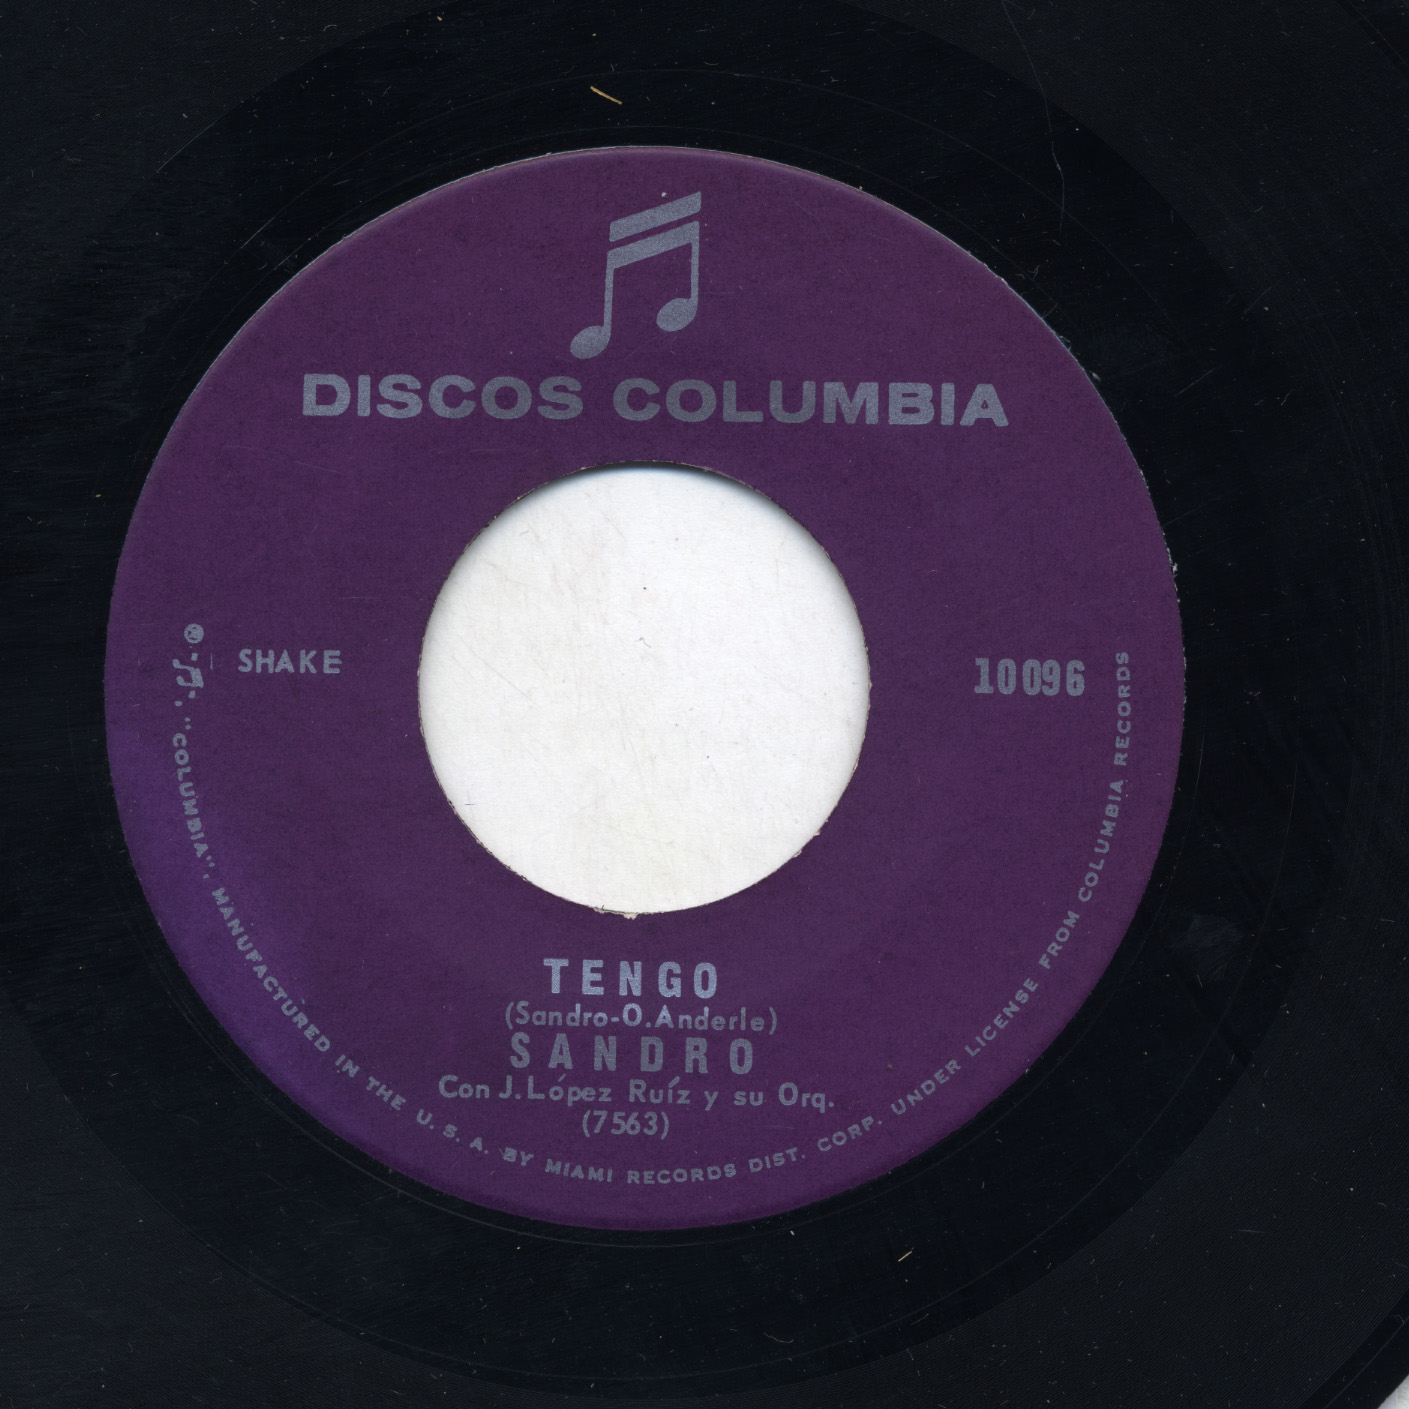 DISCOS COLUMBIA
SHAKE
10096
TENGO
(Sandro-O.Anderle)
SANDRO
Con J.López Ruíz y su Orq.
(7563)
"COLUMBIA", MANUFACTURED IN THE U. S. A. BY MIAMI RECORDS DIST. CORP. UNDER LICENSE FROM COLUMBIA RECORDS